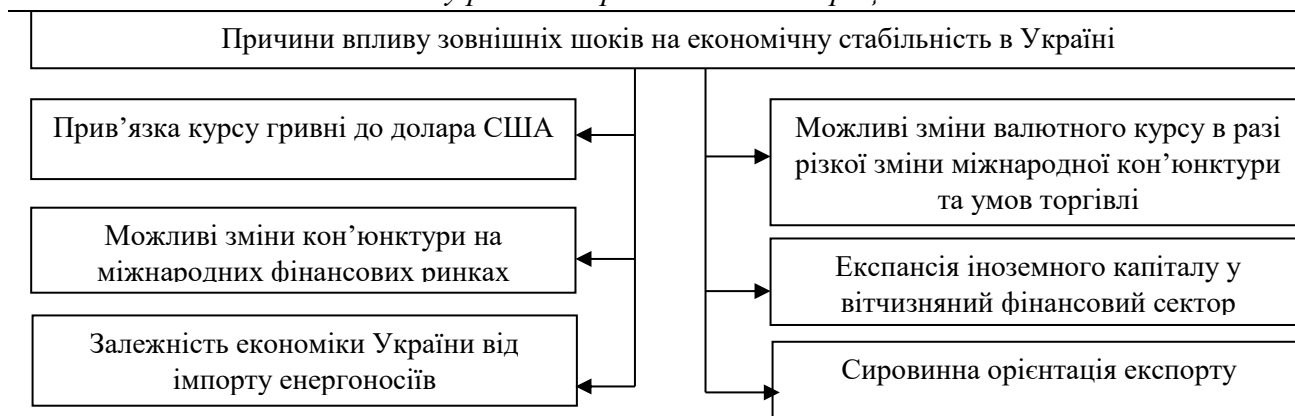 Причини впливу зовнішніх шоків на економічну стабільність в Україні
Прив’язка курсу гривні до долара США
Можливі зміни кон’юнктури на
міжнародних фінансових ринках
Залежність економіки України від
імпорту енергоносіїв
Можливі зміни валютного курсу в разі
різкої зміни міжнародної кон’юнктури
та умов торгівлі
Експансія іноземного капіталу у
вітчизняний фінансовий сектор
Сировинна орієнтація експорту